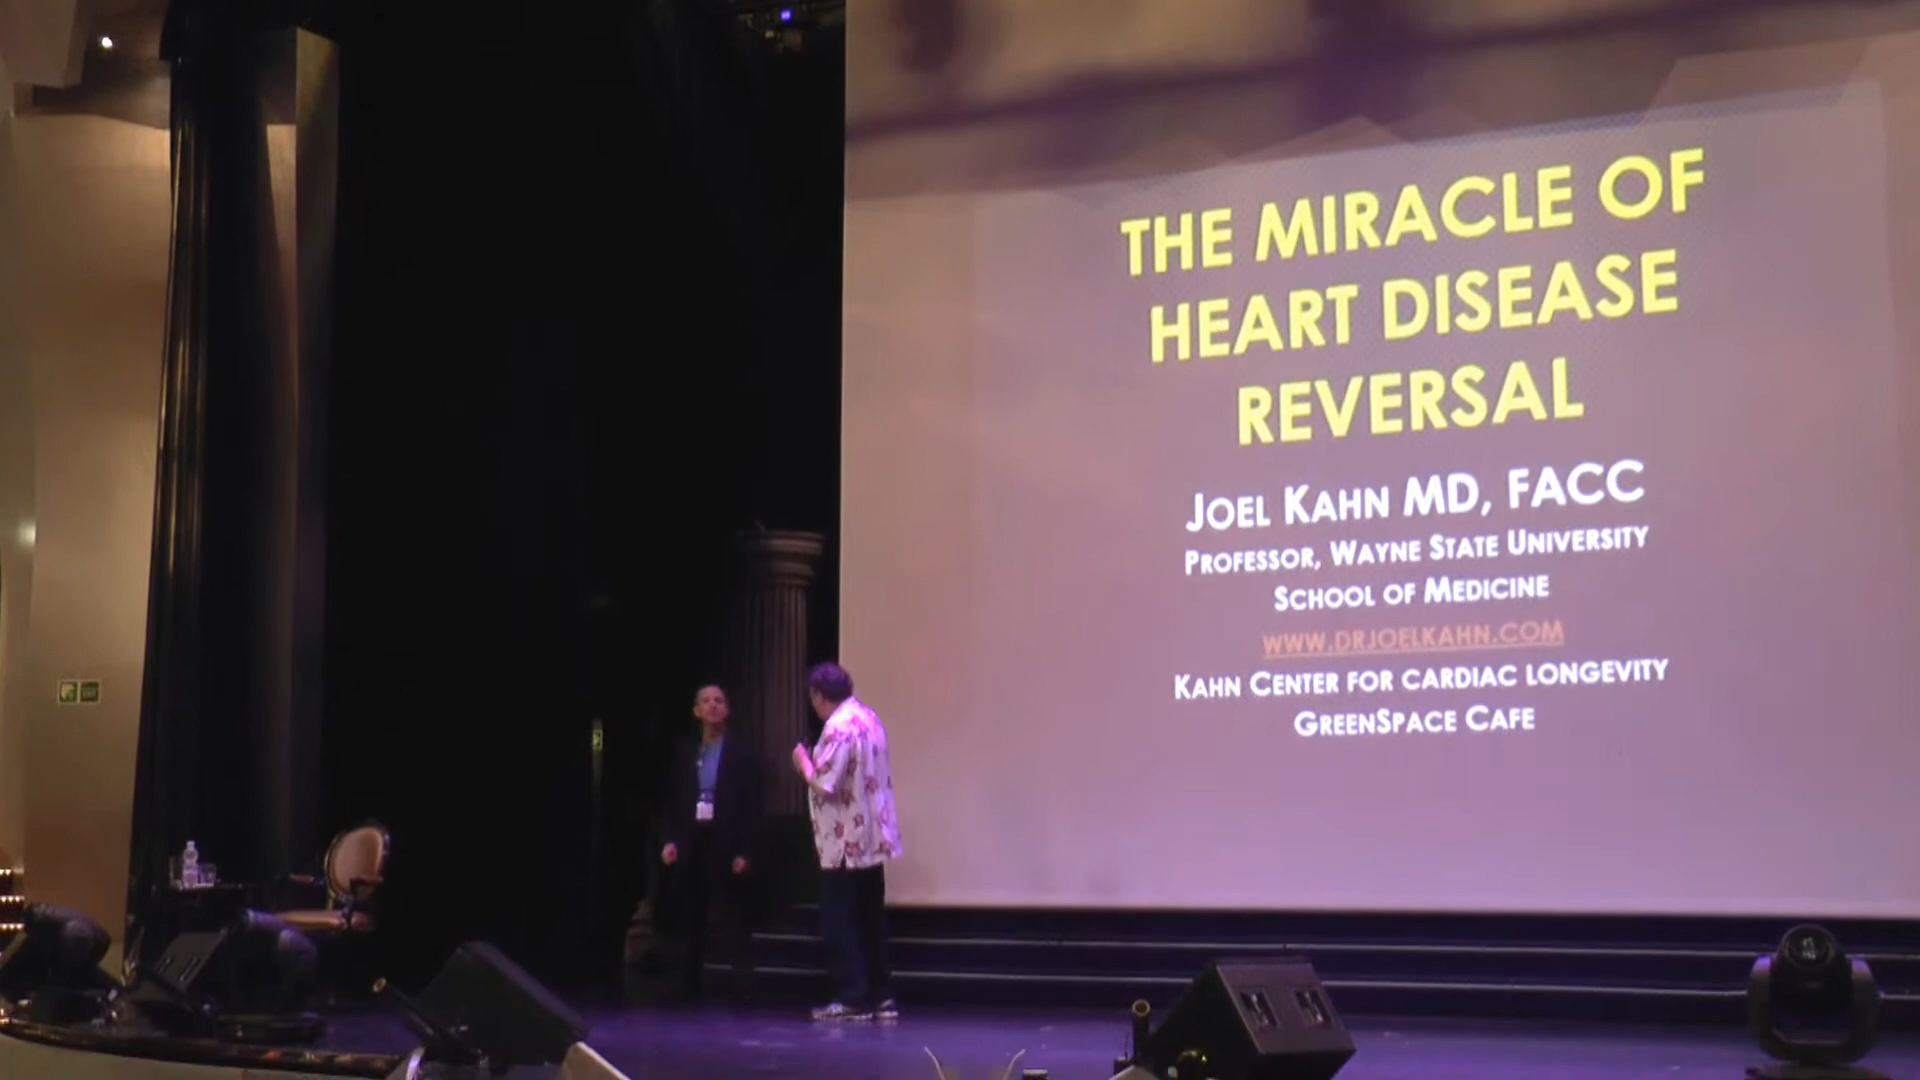 THE MIRACLE OF
HEART DISEASE
REVERSAL
JOEL KAHN MD, FACC
PROFESSOR, WAYNE STATE UNIVERSITY
SCHOOL OF MEDICINE
WWW.DRJOELKAHN.COM
KAHN CENTER FOR CARDIAC LONGEVITY
GREENSPACE CAFE